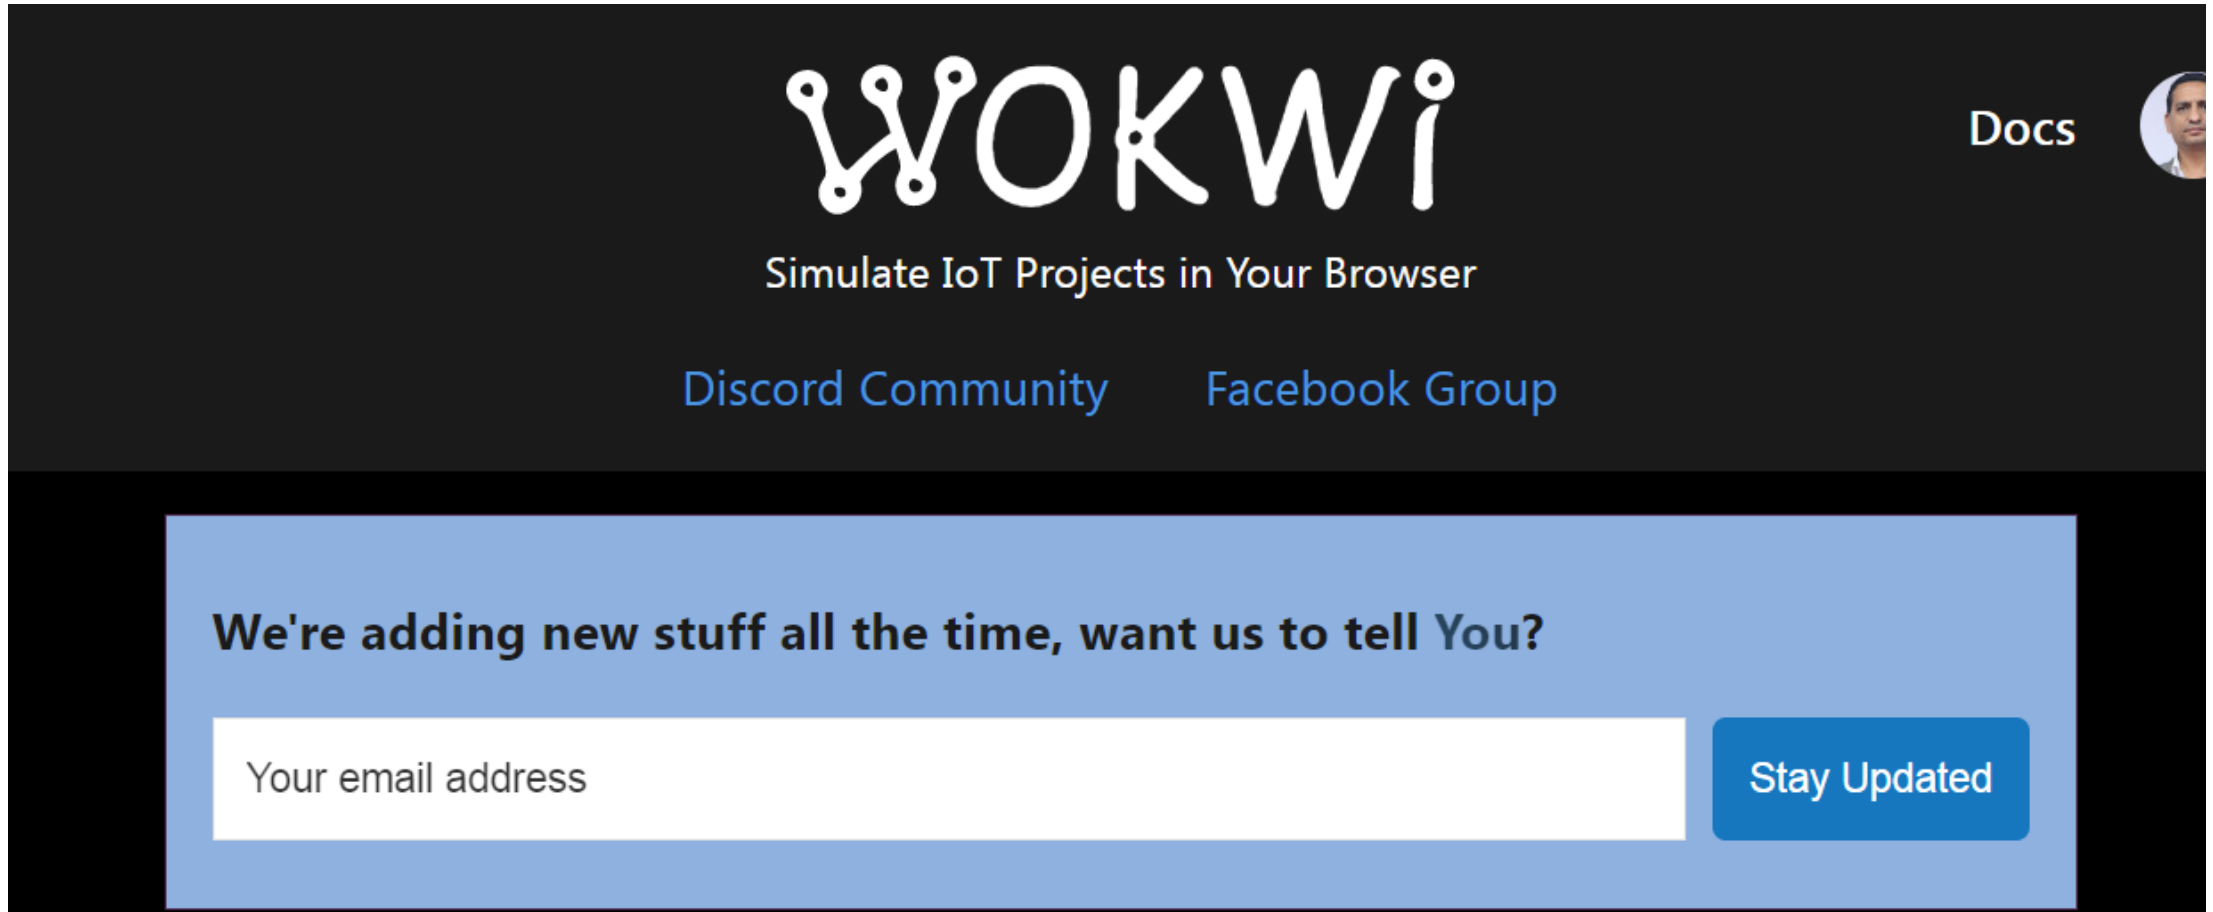 WOKWi
Docs
Simulate IoT Projects in Your Browser
Discord Community Facebook Group
We're adding new stuff all the time, want us to tell You?
Your email address
Stay Updated